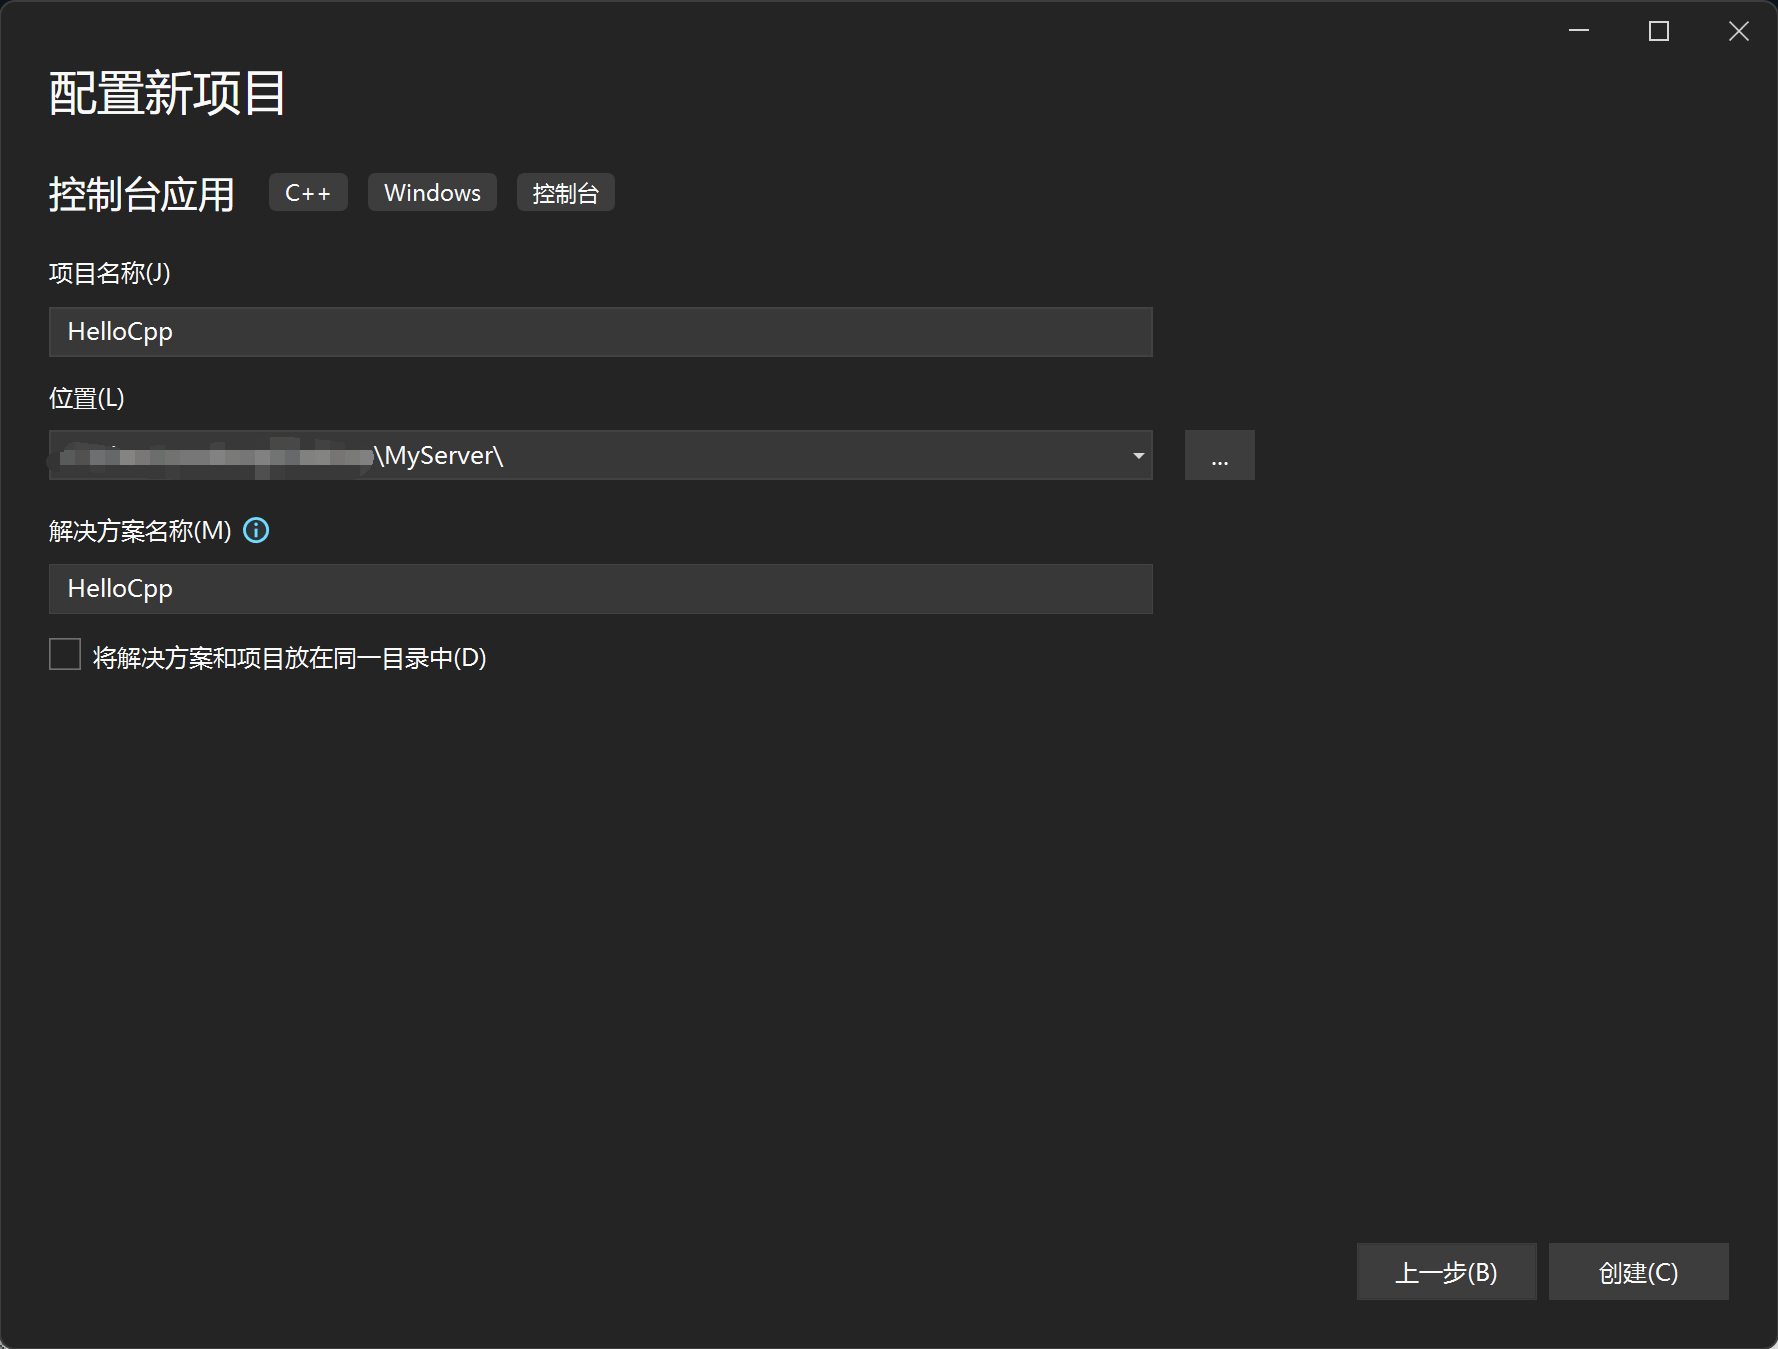 配置新项目
控制台应用 C++ Windows 控制台
项目名称(J)
HelloCpp
位置(L)
\MyServer\
...
解决方案名称(M)
HelloCpp
将解决方案和项目放在同一目录中(D)
上一步(B) 创建(C)